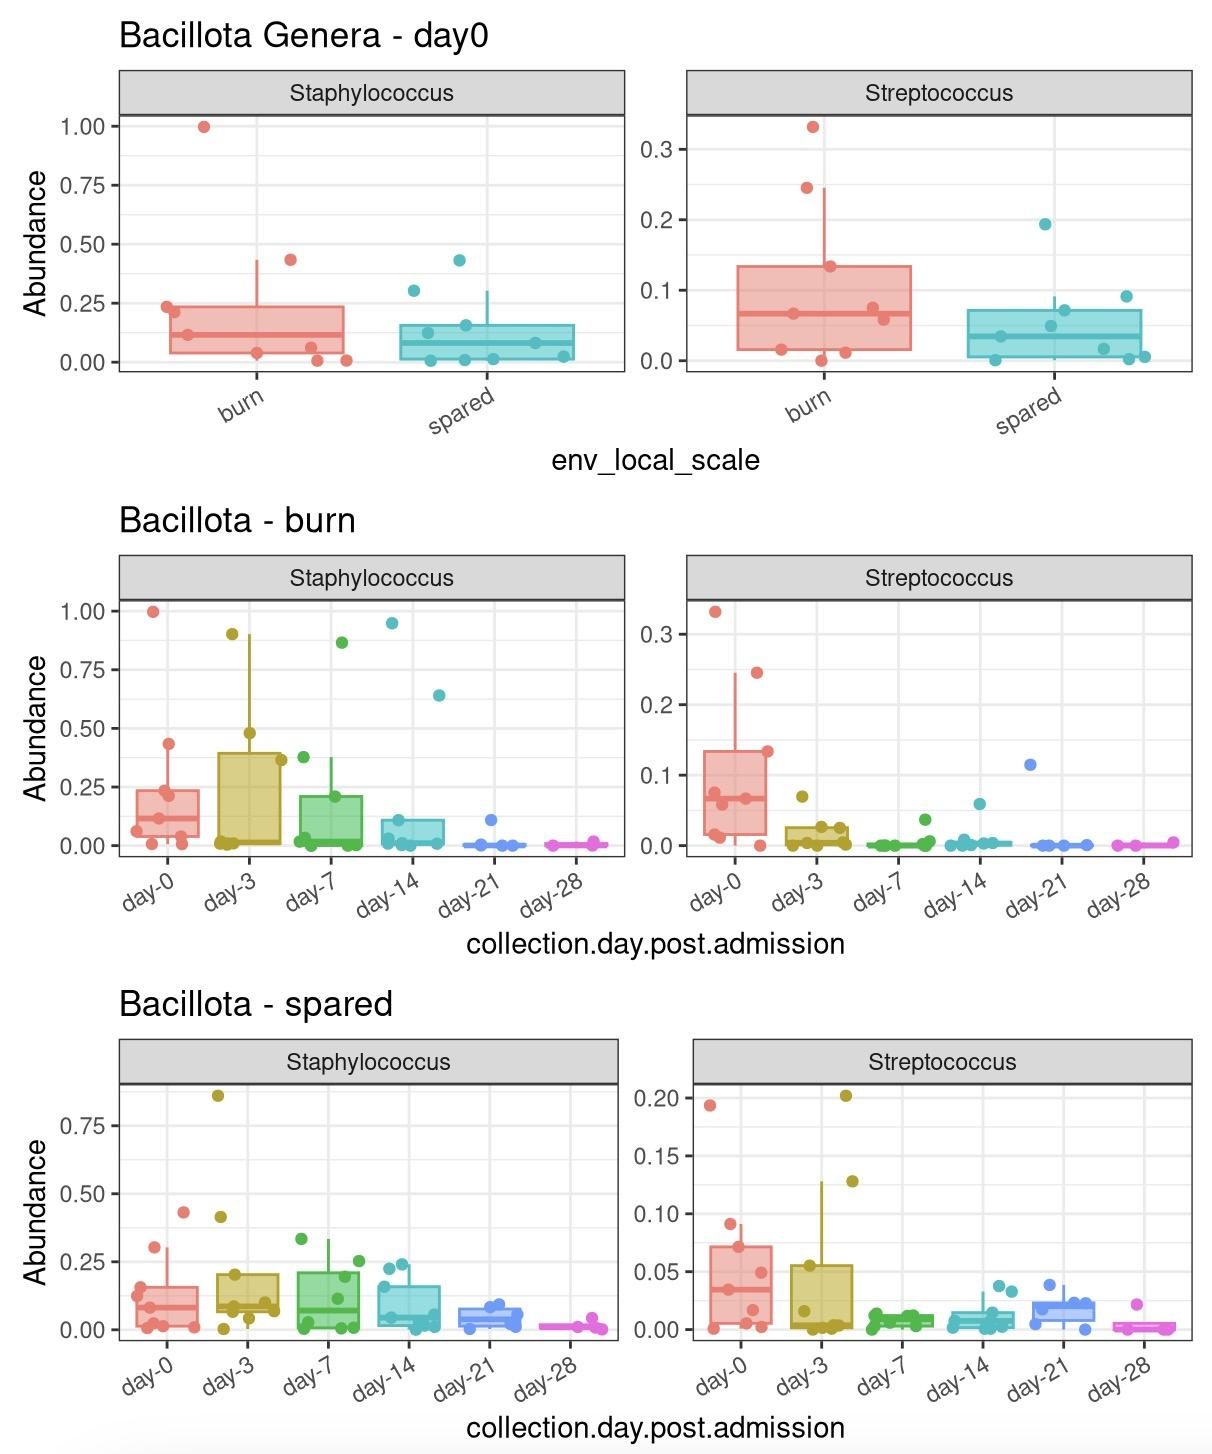 Bacillota Genera - day0
Staphylococcus
Streptococcus
Abundance
1.00
0.75
0.50
0.25
0.00
0.3
0.2
0.1
0.0
burn
spared
burn
spared
env_local_scale
Bacillota - burn
Staphylococcus
Streptococcus
Abundance
1.00
0.75
0.50
0.25
0.00
0.3
0.2
0.1
0.0
day-0
day-3
day-7
day-14
day-21
day-28
day-0
day-3
day-7
day-14
day-21
day-28
collection.day.post.admission
Bacillota - spared
Staphylococcus
Streptococcus
Abundance
0.75
0.50
0.25
0.00
0.20
0.15
0.10
0.05
0.00
day-0
day-3
day-7
day-14
day-21
day-28
day-0
day-3
day-7
day-14
day-21
day-28
collection.day.post.admission